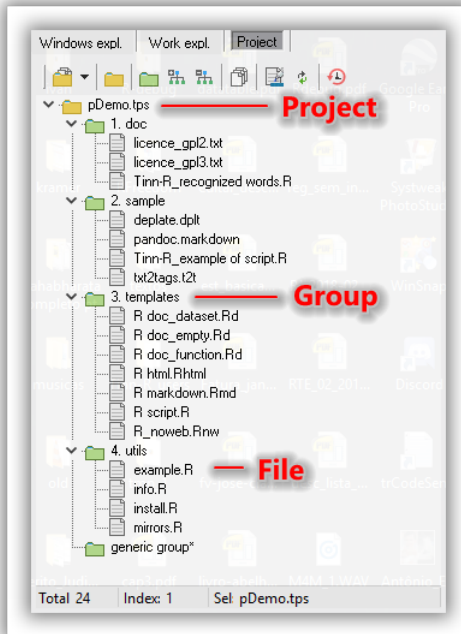 Windows expl. Work expl. Project
pDemo.tps Project
1. doc
licence_gpl2.txt
licence_gpl3.txt
Tinn-R_recognized words.R
2. sample
deplate.dplt
pandoc.markdown
Tinn-R_example of script.R
txt2tags.t2t
3. templates Group
R doc_dataset.Rd
R doc_empty.Rd
R doc_function.Rd
R html.Rhtml
R markdown.Rmd
R script.R
R_noweb.Rnw
4. utils
example.R File
info.R
install.R
mirrors.R
generic group*
Total 24 Index: 1 Sel: pDemo.tps